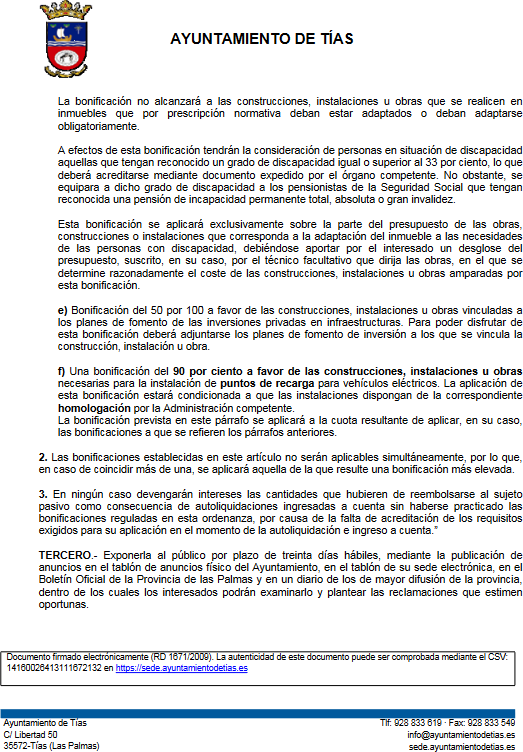 AYUNTAMIENTO DE TÍAS
La bonificación no alcanzará a las construcciones, instalaciones u obras que se realicen en
inmuebles que por prescripción normativa deban estar adaptados o deban adaptarse
obligatoriamente.
A efectos de esta bonificación tendrán la consideración de personas en situación de discapacidad
aquellas que tengan reconocido un grado de discapacidad igual o superior al 33 por ciento, lo que
deberá acreditarse mediante documento expedido por el órgano competente. No obstante, se
equipara a dicho grado de discapacidad a los pensionistas de la Seguridad Social que tengan
reconocida una pensión de incapacidad permanente total, absoluta o gran invalidez.
Esta bonificación se aplicará exclusivamente sobre la parte del presupuesto de las obras,
construcciones o instalaciones que corresponda a la adaptación del inmueble a las necesidades
de las personas con discapacidad, debiéndose aportar por el interesado un desglose del
presupuesto, suscrito, en su caso, por el técnico facultativo que dirija las obras, en el que se
determine razonadamente el coste de las construcciones, instalaciones u obras amparadas por
esta bonificación.
e) Bonificación del 50 por 100 a favor de las construcciones, instalaciones u obras vinculadas a
los planes de fomento de las inversiones privadas en infraestructuras. Para poder disfrutar de
esta bonificación deberá adjuntarse los planes de fomento de inversión a los que se vincula la
construcción, instalación u obra.
f) Una bonificación del 90 por ciento a favor de las construcciones, instalaciones u obras
necesarias para la instalación de puntos de recarga para vehículos eléctricos. La aplicación de
esta bonificación estará condicionada a que las instalaciones dispongan de la correspondiente
homologación por la Administración competente.
La bonificación prevista en este párrafo se aplicará a la cuota resultante de aplicar, en su caso,
las bonificaciones a que se refieren los párrafos anteriores.
2. Las bonificaciones establecidas en este artículo no serán aplicables simultáneamente, por lo que,
en caso de coincidir más de una, se aplicará aquella de la que resulte una bonificación más elevada.
3. En ningún caso devengarán intereses las cantidades que hubieren de reembolsarse al sujeto
pasivo como consecuencia de autoliquidaciones ingresadas a cuenta sin haberse practicado las
bonificaciones reguladas en esta ordenanza, por causa de la falta de acreditación de los requisitos
exigidos para su aplicación en el momento de la autoliquidación e ingreso a cuenta."
TERCERO.- Exponerla al público por plazo de treinta días hábiles, mediante la publicación de
anuncios en el tablón de anuncios físico del Ayuntamiento, en el tablón de su sede electrónica, en el
Boletín Oficial de la Provincia de las Palmas y en un diario de los de mayor difusión de la provincia,
dentro de los cuales los interesados podrán examinarlo y plantear las reclamaciones que estimen
oportunas.
Documento firmado electrónicamente (RD 1671/2009). La autenticidad de este documento puede ser comprobada mediante el CSV:
14160026413111672132 en https://sede.ayuntamientodetias.es
Ayuntamiento de Tías
C/ Libertad 50
35572-Tías (Las Palmas)
Tlf: 928 833 619 · Fax: 928 833 549
info@ayuntamientodetias.es
sede.ayuntamientodetias.es